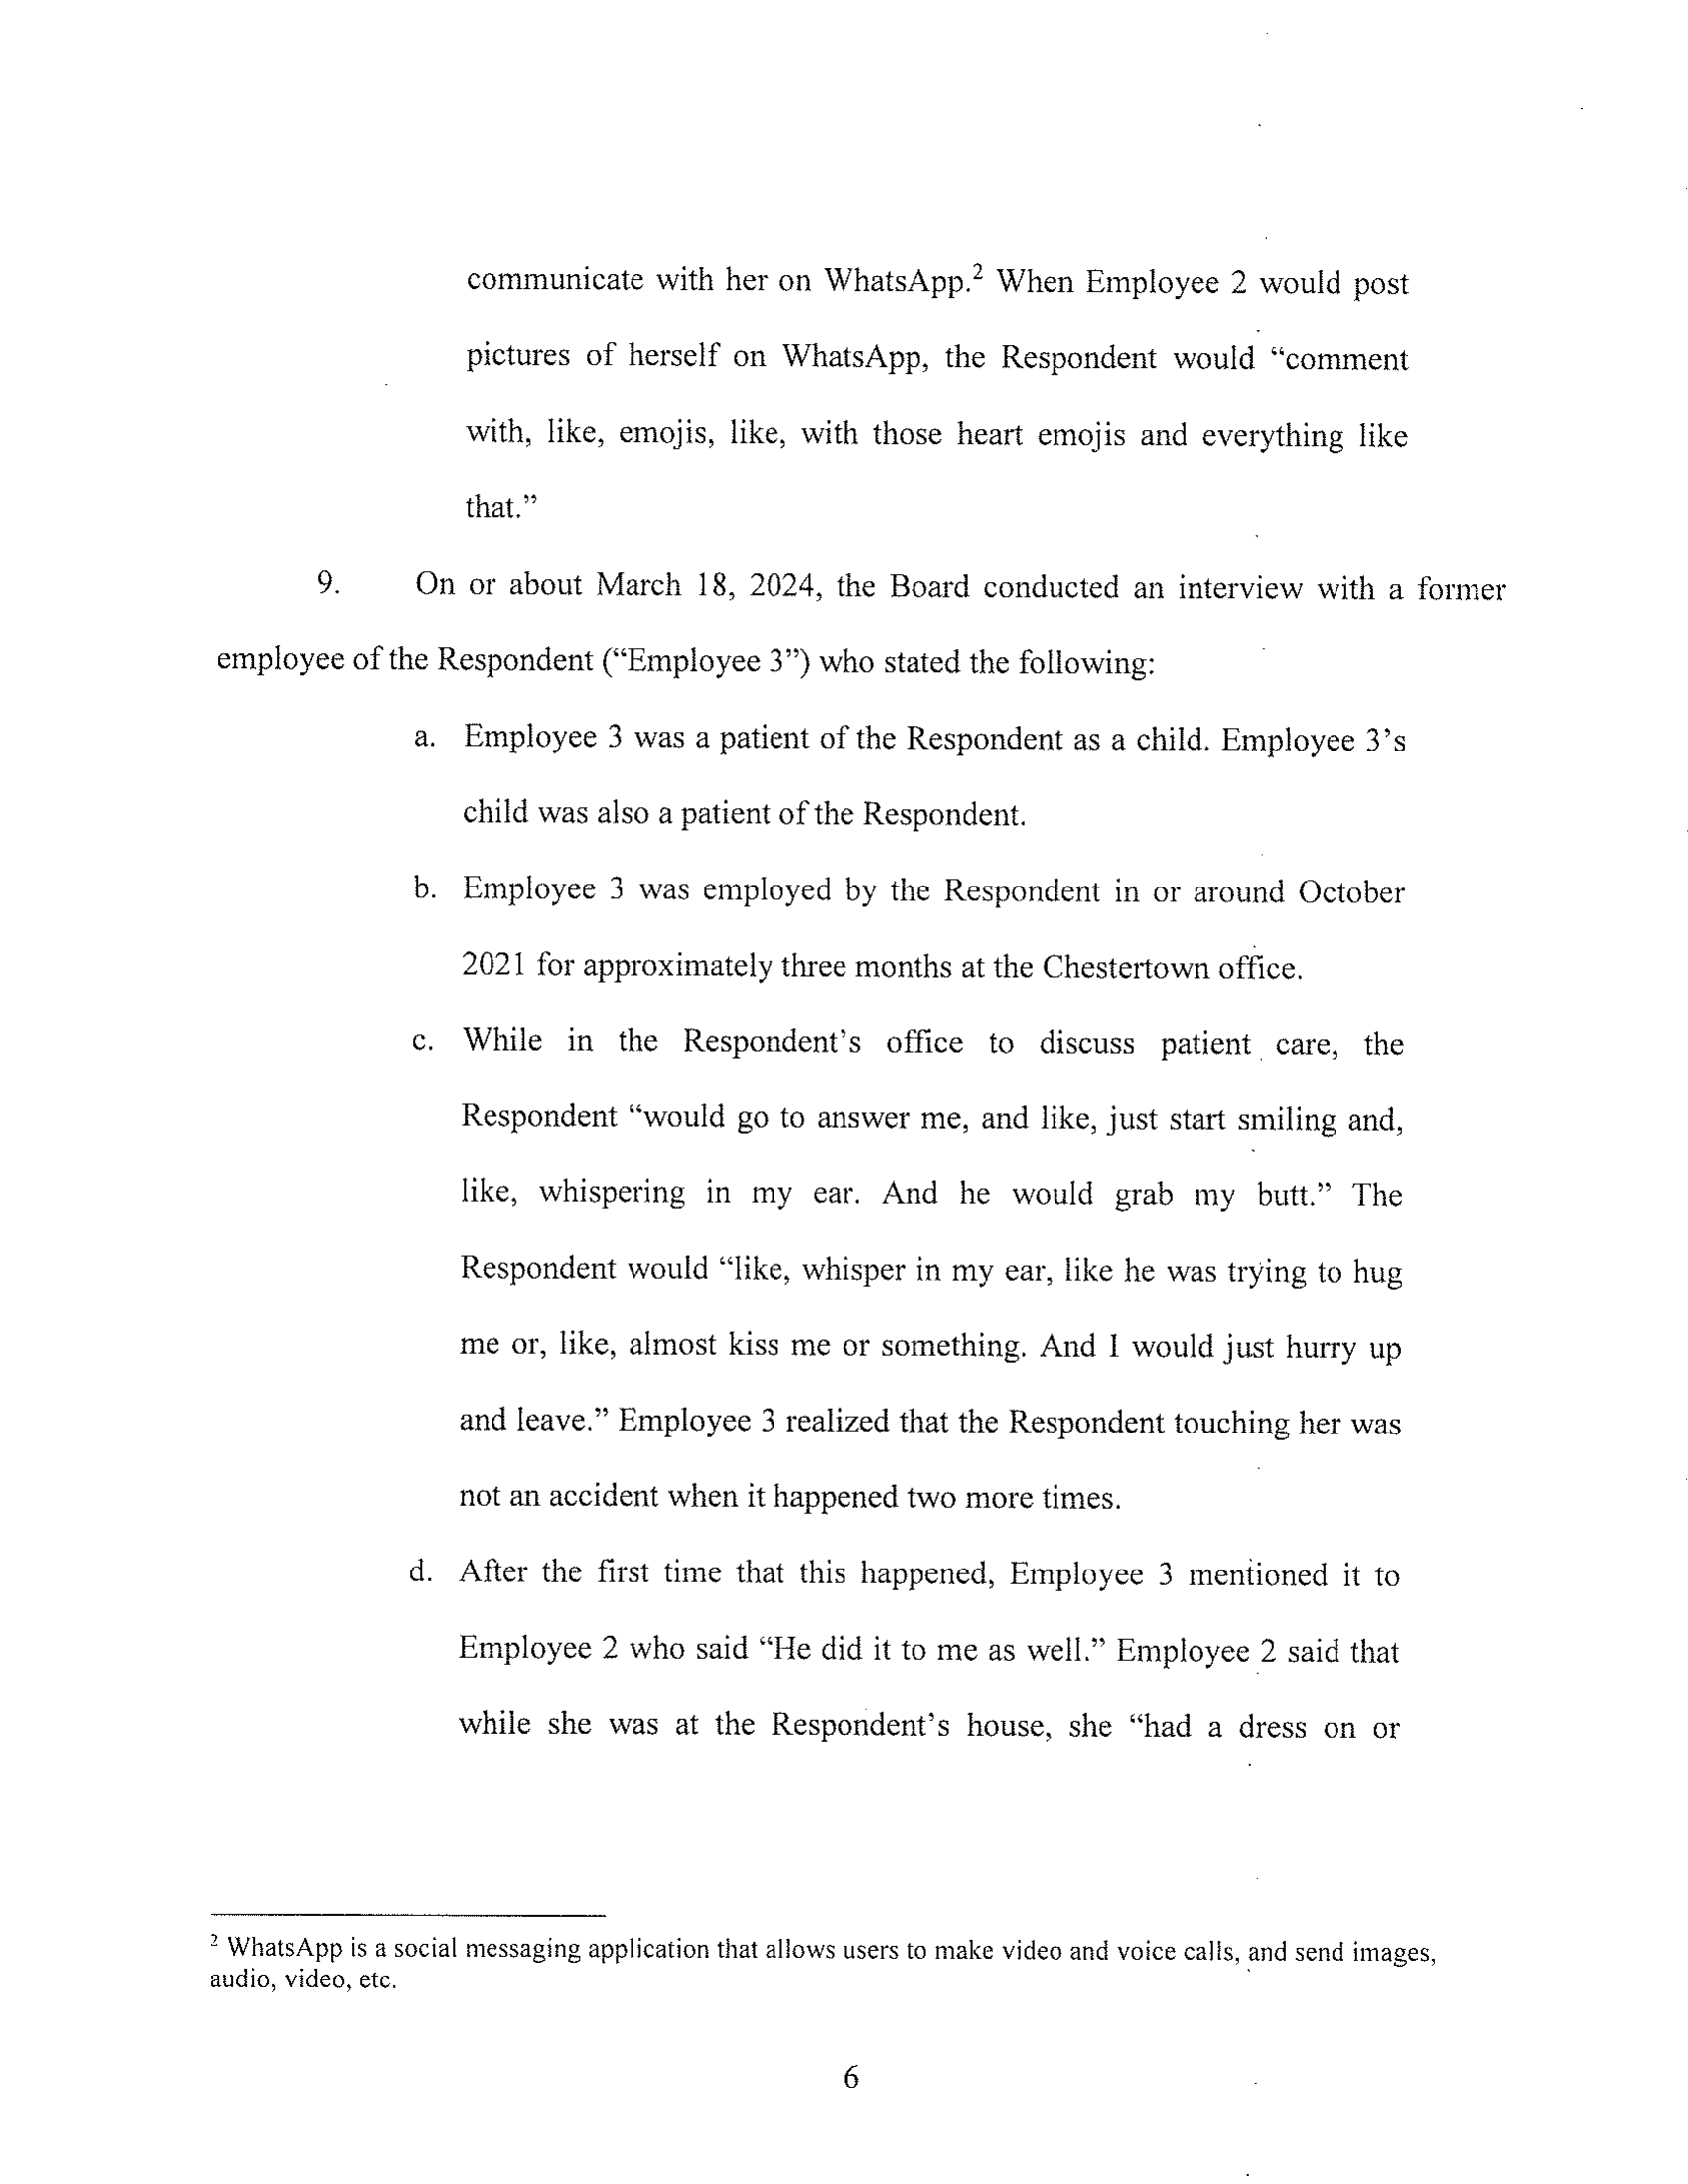 communicate with her on WhatsApp.² When Employee 2 would post
pictures of herself on WhatsApp, the Respondent would “comment
with, like, emojis, like, with those heart emojis and everything like
that.”
9. On or about March 18, 2024, the Board conducted an interview with a former
employee of the Respondent (“Employee 3”) who stated the following:
a. Employee 3 was a patient of the Respondent as a child. Employee 3’s
child was also a patient of the Respondent.
b. Employee 3 was employed by the Respondent in or around October
2021 for approximately three months at the Chestertown office.
c. While in the Respondent’s office to discuss patient care, the
Respondent “would go to answer me, and like, just start smiling and,
like, whispering in my ear. And he would grab my butt.” The
Respondent would “like, whisper in my ear, like he was trying to hug
me or, like, almost kiss me or something. And I would just hurry up
and leave.” Employee 3 realized that the Respondent touching her was
not an accident when it happened two more times.
d. After the first time that this happened, Employee 3 mentioned it to
Employee 2 who said “He did it to me as well.” Employee 2 said that
while she was at the Respondent’s house, she “had a dress on or
² WhatsApp is a social messaging application that allows users to make video and voice calls, and send images,
audio, video, etc.
6